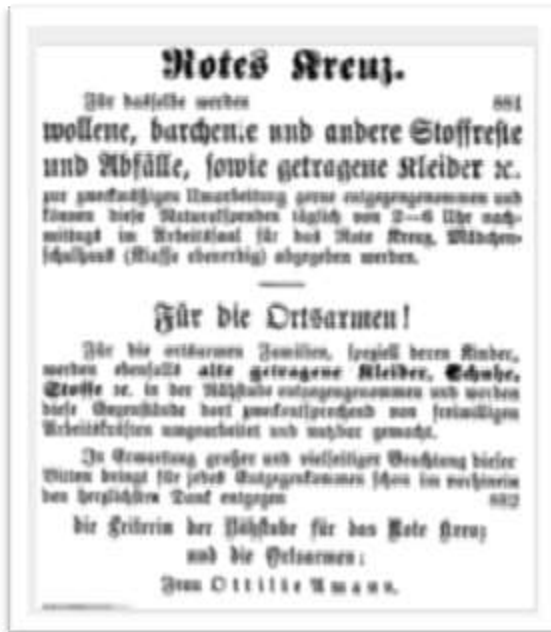 Rotes Kreuz.
Für dasselbe werden 881
wollene, barchene und andere Stoffreste
und Abfälle, sowie getragene Kleider ꝛc.
zur zweckmäßigen Umarbeitung gerne entgegengenommen und
können diese Naturalspenden täglich von 2—6 Uhr nach-
mittags im Arbeitssaal für das Rote Kreuz, Mädchen-
schulhaus (Klasse ebenerdig) abgegeben werden.
Für die Ortsarmen!
Für die ortsarmen Familien, speziell deren Kinder,
werden ebenfalls alte getragene Kleider, Schuhe,
Stoffe ꝛc. in der Nähstube entgegengenommen und werden
diese Gegenstände dort zweckentsprechend von freiwilligen
Arbeitskräften umgearbeitet und nutzbar gemacht.
In Erwartung großer und vielseitiger Beachtung dieser
Bitten bringt für jedes Entgegenkommen schon im vorhinein
den herzlichsten Dank entgegen 882
die Leiterin der Nähstube für das Rote Kreuz
und die Ortsarmen:
Frau Ottilie Amann.